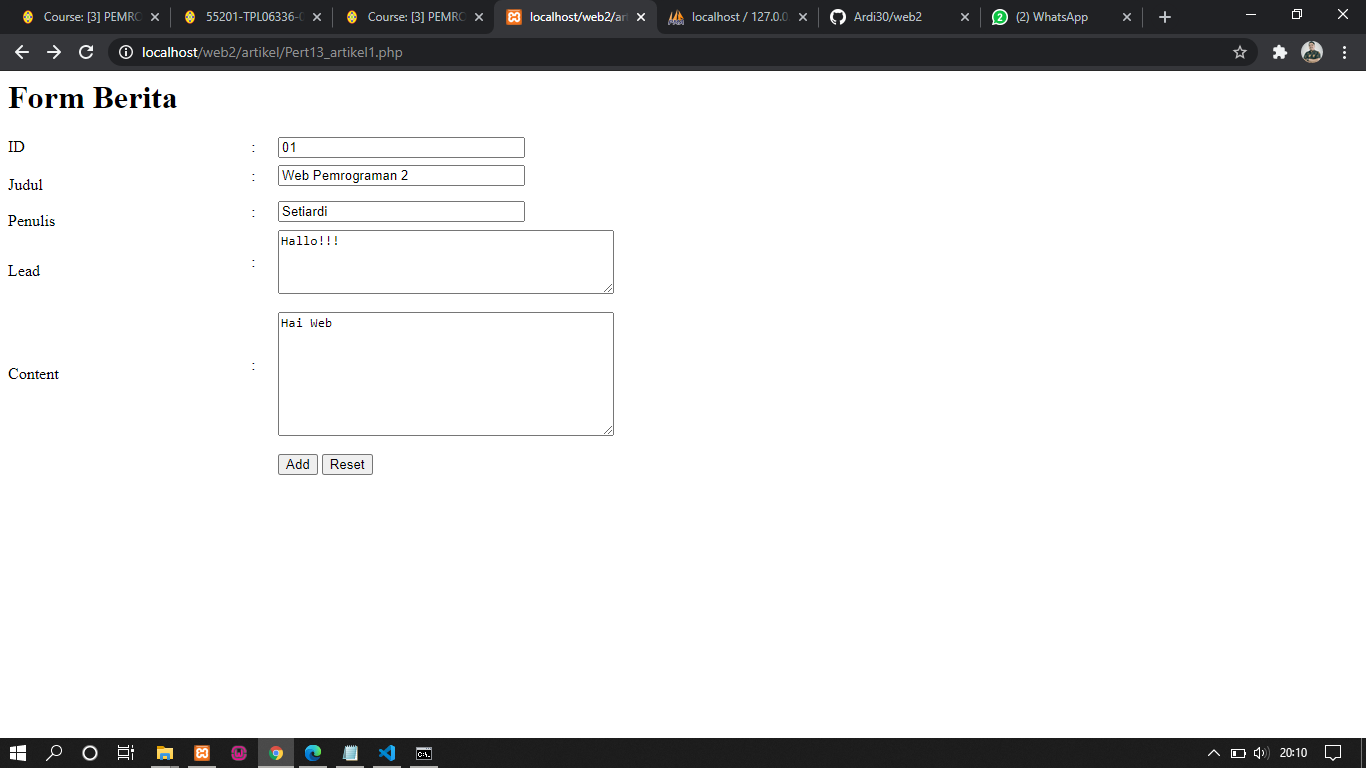 Course: [3] PEMRO
55201-TPL06336-0
Course: [3] PEMRO
localhost/web2/art
localhost / 127.0.0
Ardi30/web2
2
(2) WhatsApp
localhost/web2/artikel/Pert13_artikel1.php
Form Berita
ID : 01
Judul : Web Pemrograman 2
Penulis : Setiardi
Lead : Hallo!!!
Content : Hai Web
Add Reset
20:10